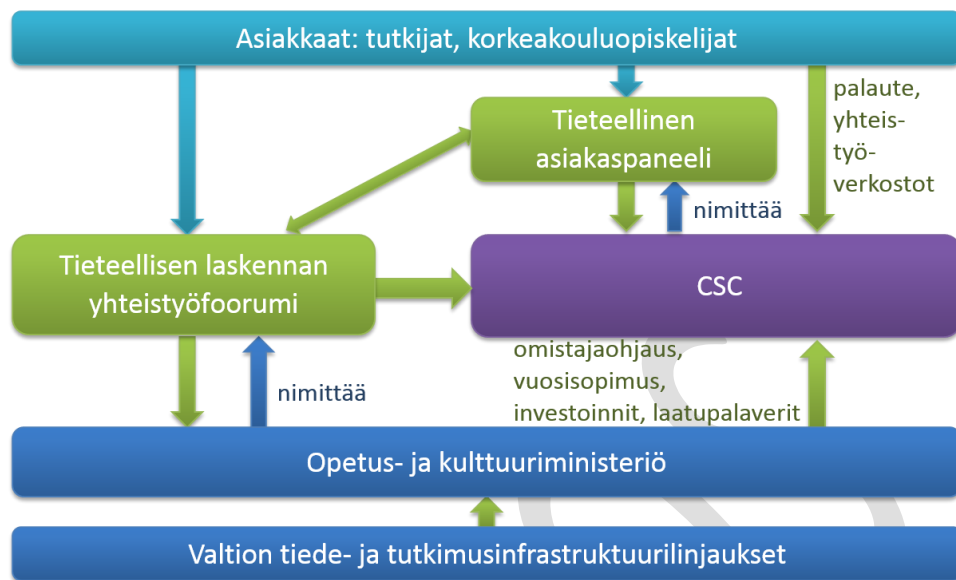 Asiakkaat: tutkijat, korkeakouluopiskelijat
palaute,
yhteis-
työ-
verkostot
Tieteellinen
asiakaspaneeli
nimittää
Tieteellisen laskennan
yhteistyöfoorumi
CSC
omistajaohjaus,
vuosisopimus,
investoinnit, laatupalaverit
nimittää
Opetus- ja kulttuuriministeriö
Valtion tiede- ja tutkimusinfrastruktuurilinjaukset